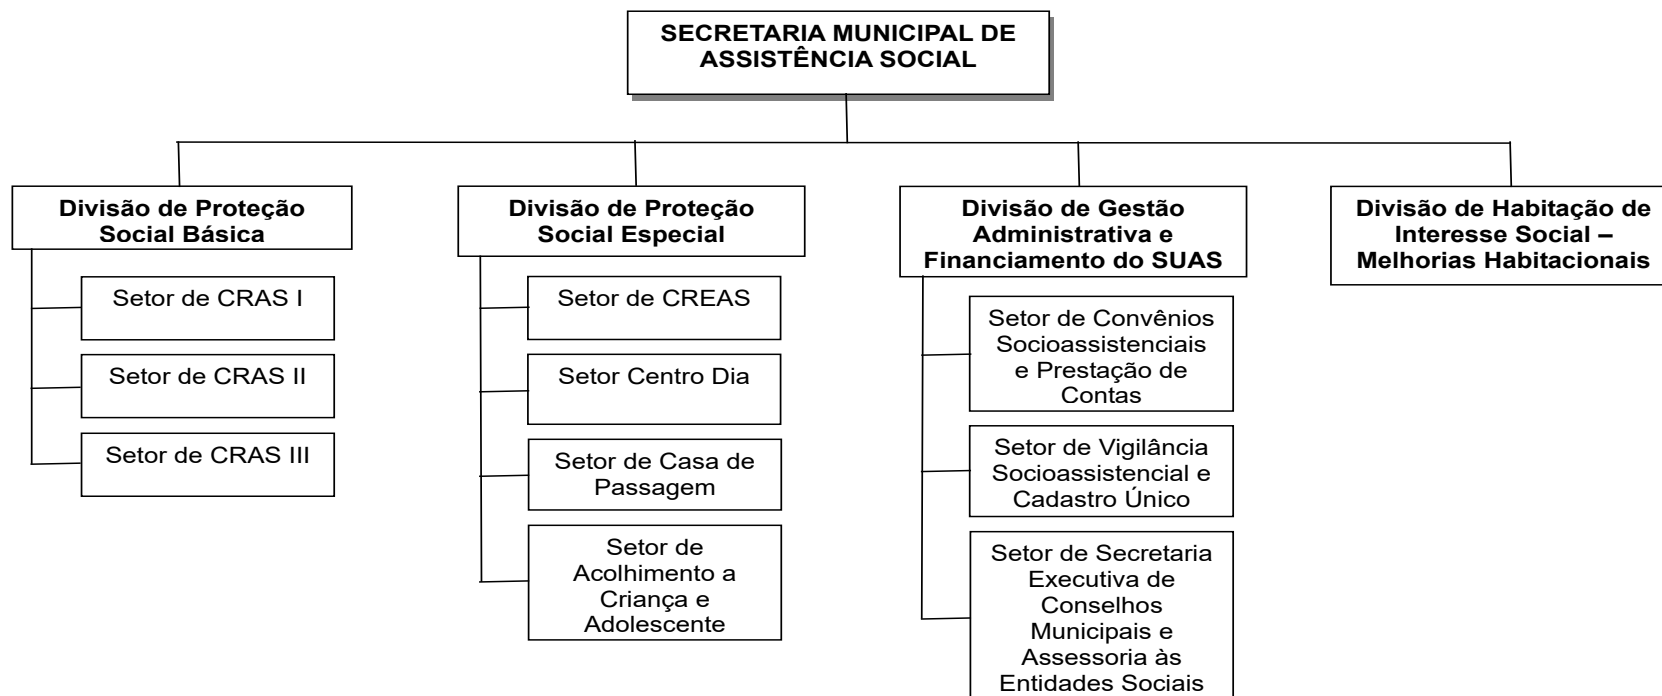 SECRETARIA MUNICIPAL DE
ASSISTÊNCIA SOCIAL
Divisão de Proteção
Social Básica
Setor de CRAS I
Setor de CRAS II
Setor de CRAS III
Divisão de Proteção
Social Especial
Setor de CREAS
Setor Centro Dia
Setor de Casa de
Passagem
Setor de
Acolhimento a
Criança e
Adolescente
Divisão de Gestão
Administrativa e
Financiamento do SUAS
Setor de Convênios
Socioassistenciais
e Prestação de
Contas
Setor de Vigilância
Socioassistencial e
Cadastro Único
Setor de Secretaria
Executiva de
Conselhos
Municipais e
Assessoria às
Entidades Sociais
Divisão de Habitação de
Interesse Social –
Melhorias Habitacionais